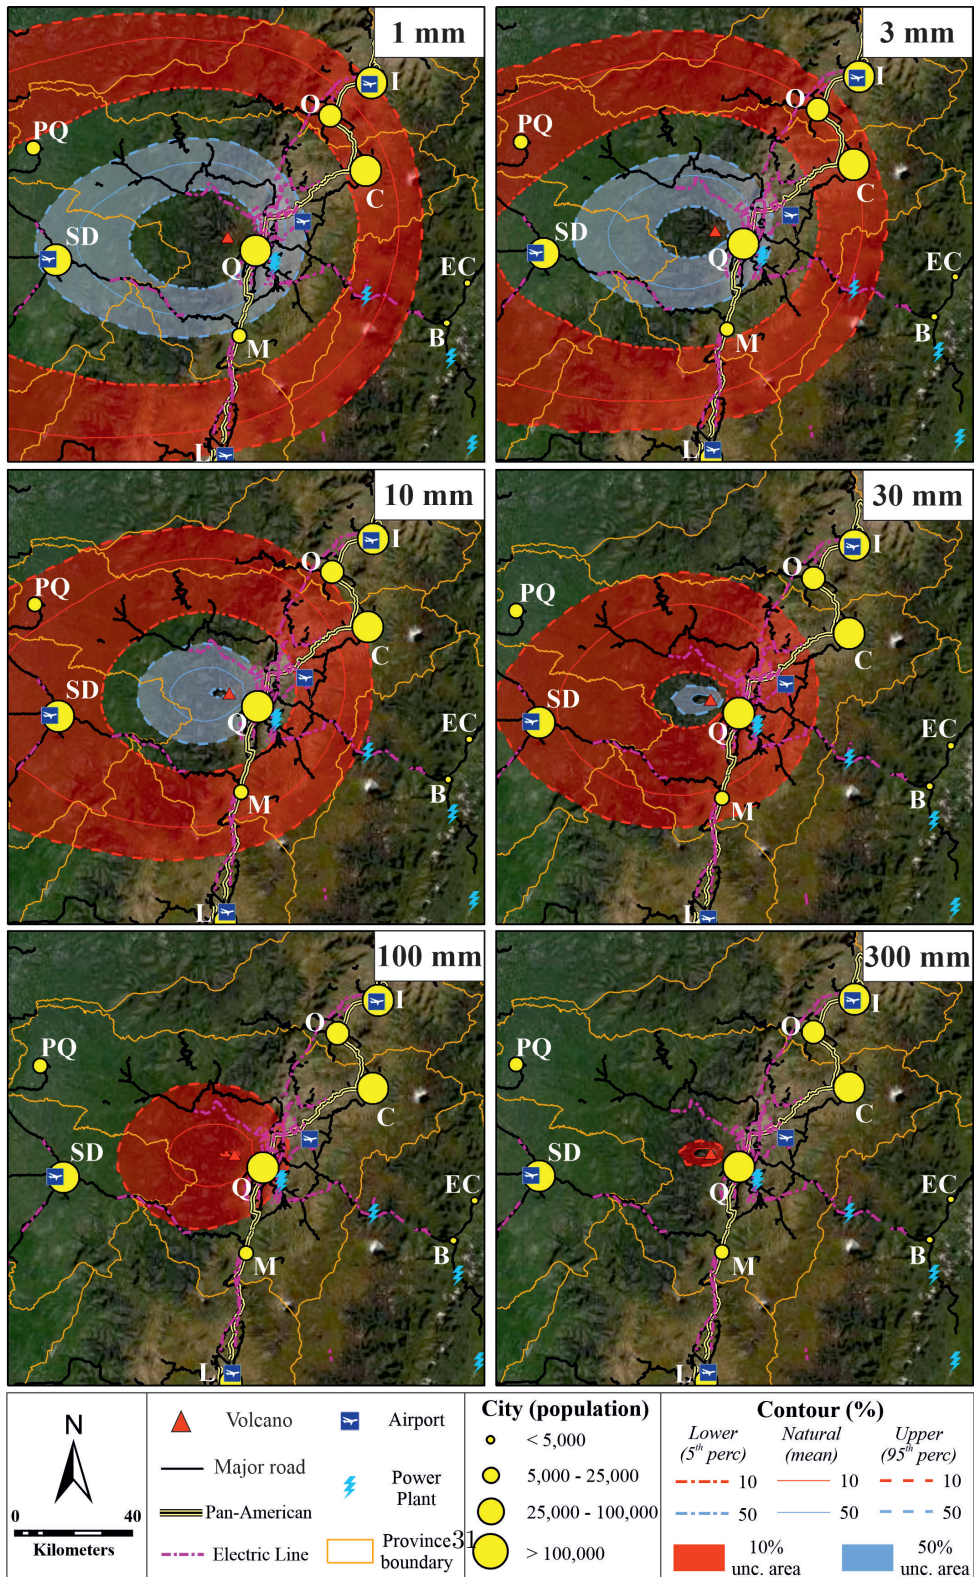 1 mm
I
O
PQ
C
SD
Q
EC
B
M
L
3 mm
I
O
PQ
C
SD
Q
EC
B
M
L
10 mm
I
O
PQ
C
SD
Q
EC
B
M
L
30 mm
I
O
PQ
C
SD
Q
EC
B
M
L
100 mm
I
O
PQ
C
SD
Q
EC
B
M
L
300 mm
I
O
PQ
C
SD
Q
EC
B
M
L
N
0 40
Kilometers
Volcano
Major road
Pan-American
Electric Line
Airport
Power
Plant
Province
boundary
31
City (population)
< 5,000
5,000 - 25,000
25,000 - 100,000
> 100,000
Contour (%)
Lower Natural Upper
(5th perc) (mean) (95th perc)
10 10 10
50 50 50
10% 50%
unc. area unc. area